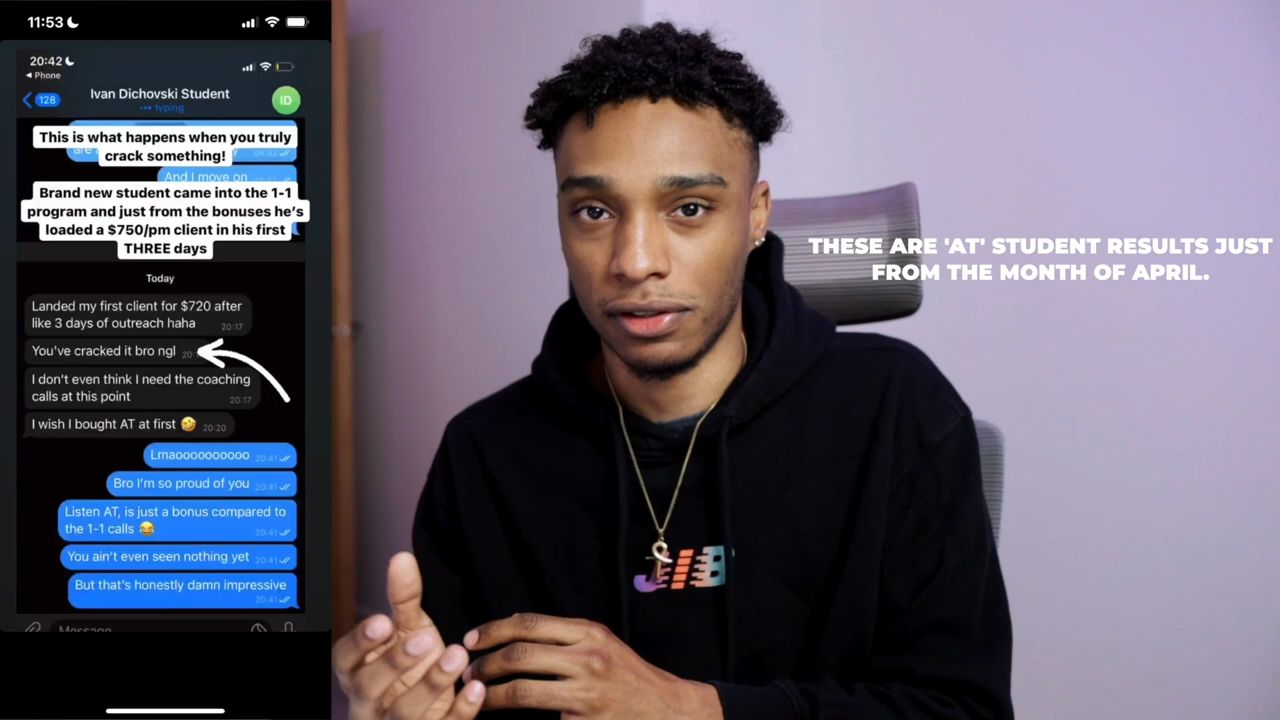 11:53
20:42
◂ Phone
128
Ivan Dichovski Student
typing
ID
This is what happens when you truly
crack something!
And I move on
Brand new student came into the 1-1
program and just from the bonuses he's
loaded a $750/pm client in his first
THREE days
Today
Landed my first client for $720 after
like 3 days of outreach haha 20:17
You've cracked it bro ngl
I don't even think I need the coaching
calls at this point 20:17
I wish I bought AT at first 🤣 20:20
Lmaoooooooooo 20:41
Bro I'm so proud of you 20:41
Listen AT, is just a bonus compared to
the 1-1 calls 😂 20:41
You ain't even seen nothing yet 20:41
But that's honestly damn impressive
20:41
Message
THESE ARE 'AT' STUDENT RESULTS JUST
FROM THE MONTH OF APRIL.